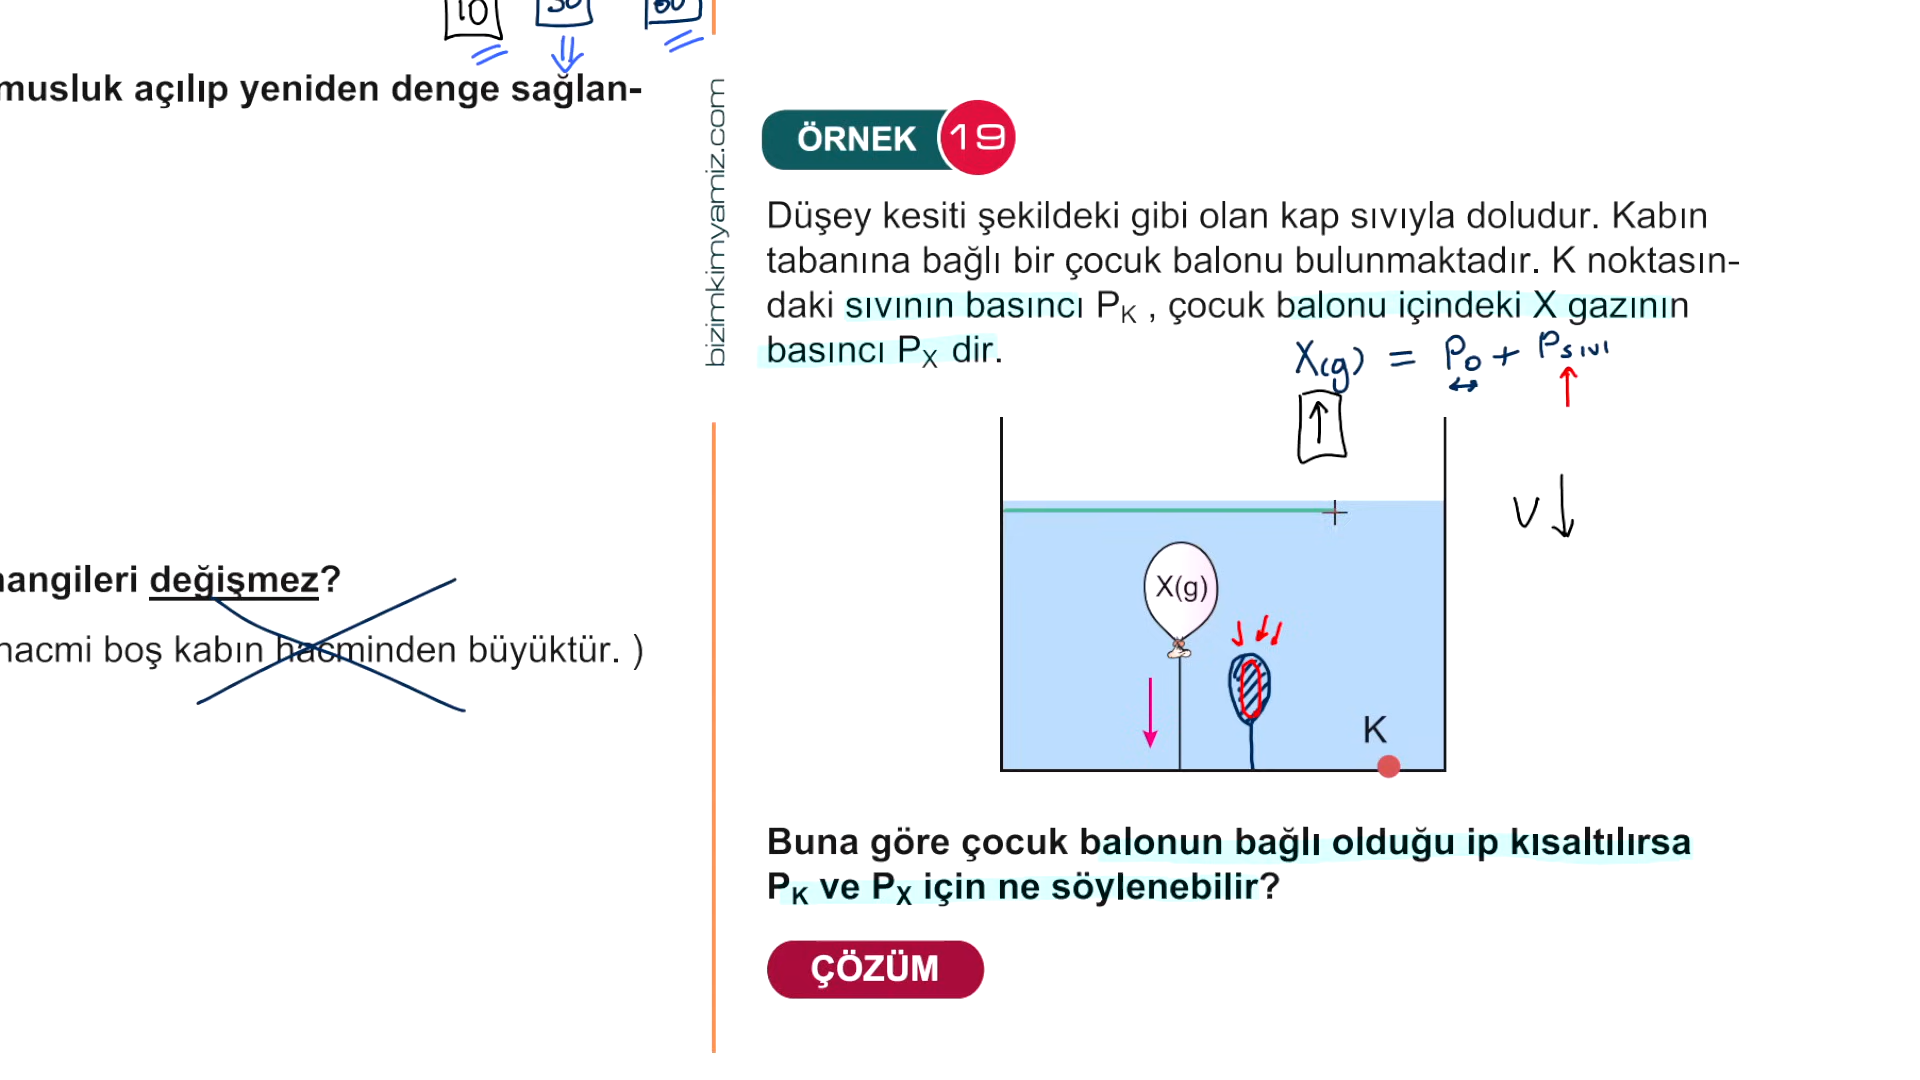 10 30
musluk açılıp yeniden denge sağlan-
hangileri değişmez?
hacmi boş kabın hacminden büyüktür. )
bizimkimyamiz.com
ÖRNEK 19
Düşey kesiti şekildeki gibi olan kap sıvıyla doludur. Kabın
tabanına bağlı bir çocuk balonu bulunmaktadır. K noktasın-
daki sıvının basıncı PK , çocuk balonu içindeki X gazının
basıncı PX dir.
X(g) = P0 + Psıvı
V
X(g)
K
Buna göre çocuk balonun bağlı olduğu ip kısaltılırsa
PK ve PX için ne söylenebilir?
ÇÖZÜM